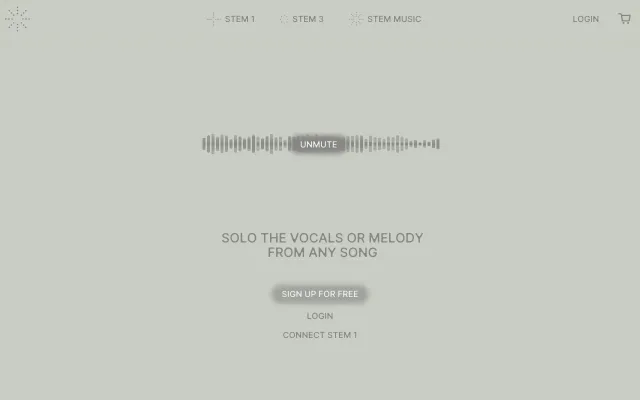 STEM 1
STEM 3
STEM MUSIC
LOGIN
UNMUTE
SOLO THE VOCALS OR MELODY
FROM ANY SONG
SIGN UP FOR FREE
LOGIN
CONNECT STEM 1